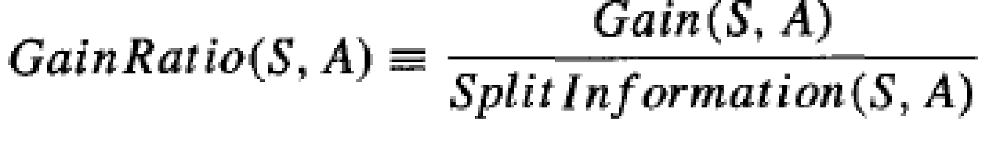 Gain(S, A)
GainRatio(S, A) ≡
SplitInformation(S, A)